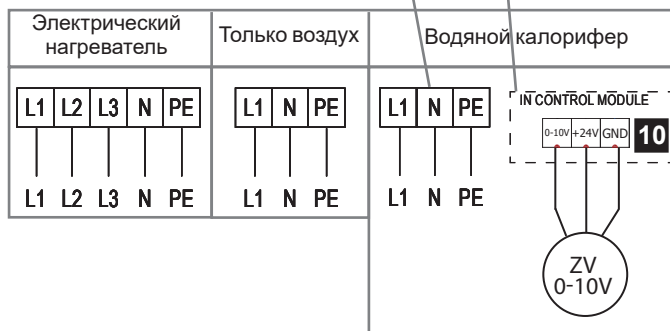 Электрический
нагреватель
Только воздух
Водяной калорифер
L1 L2 L3 N PE
L1 L2 L3 N PE
L1 N PE
L1 N PE
L1 N PE
L1 N PE
IN CONTROL MODULE
0-10V +24V GND 10
ZV
0-10V